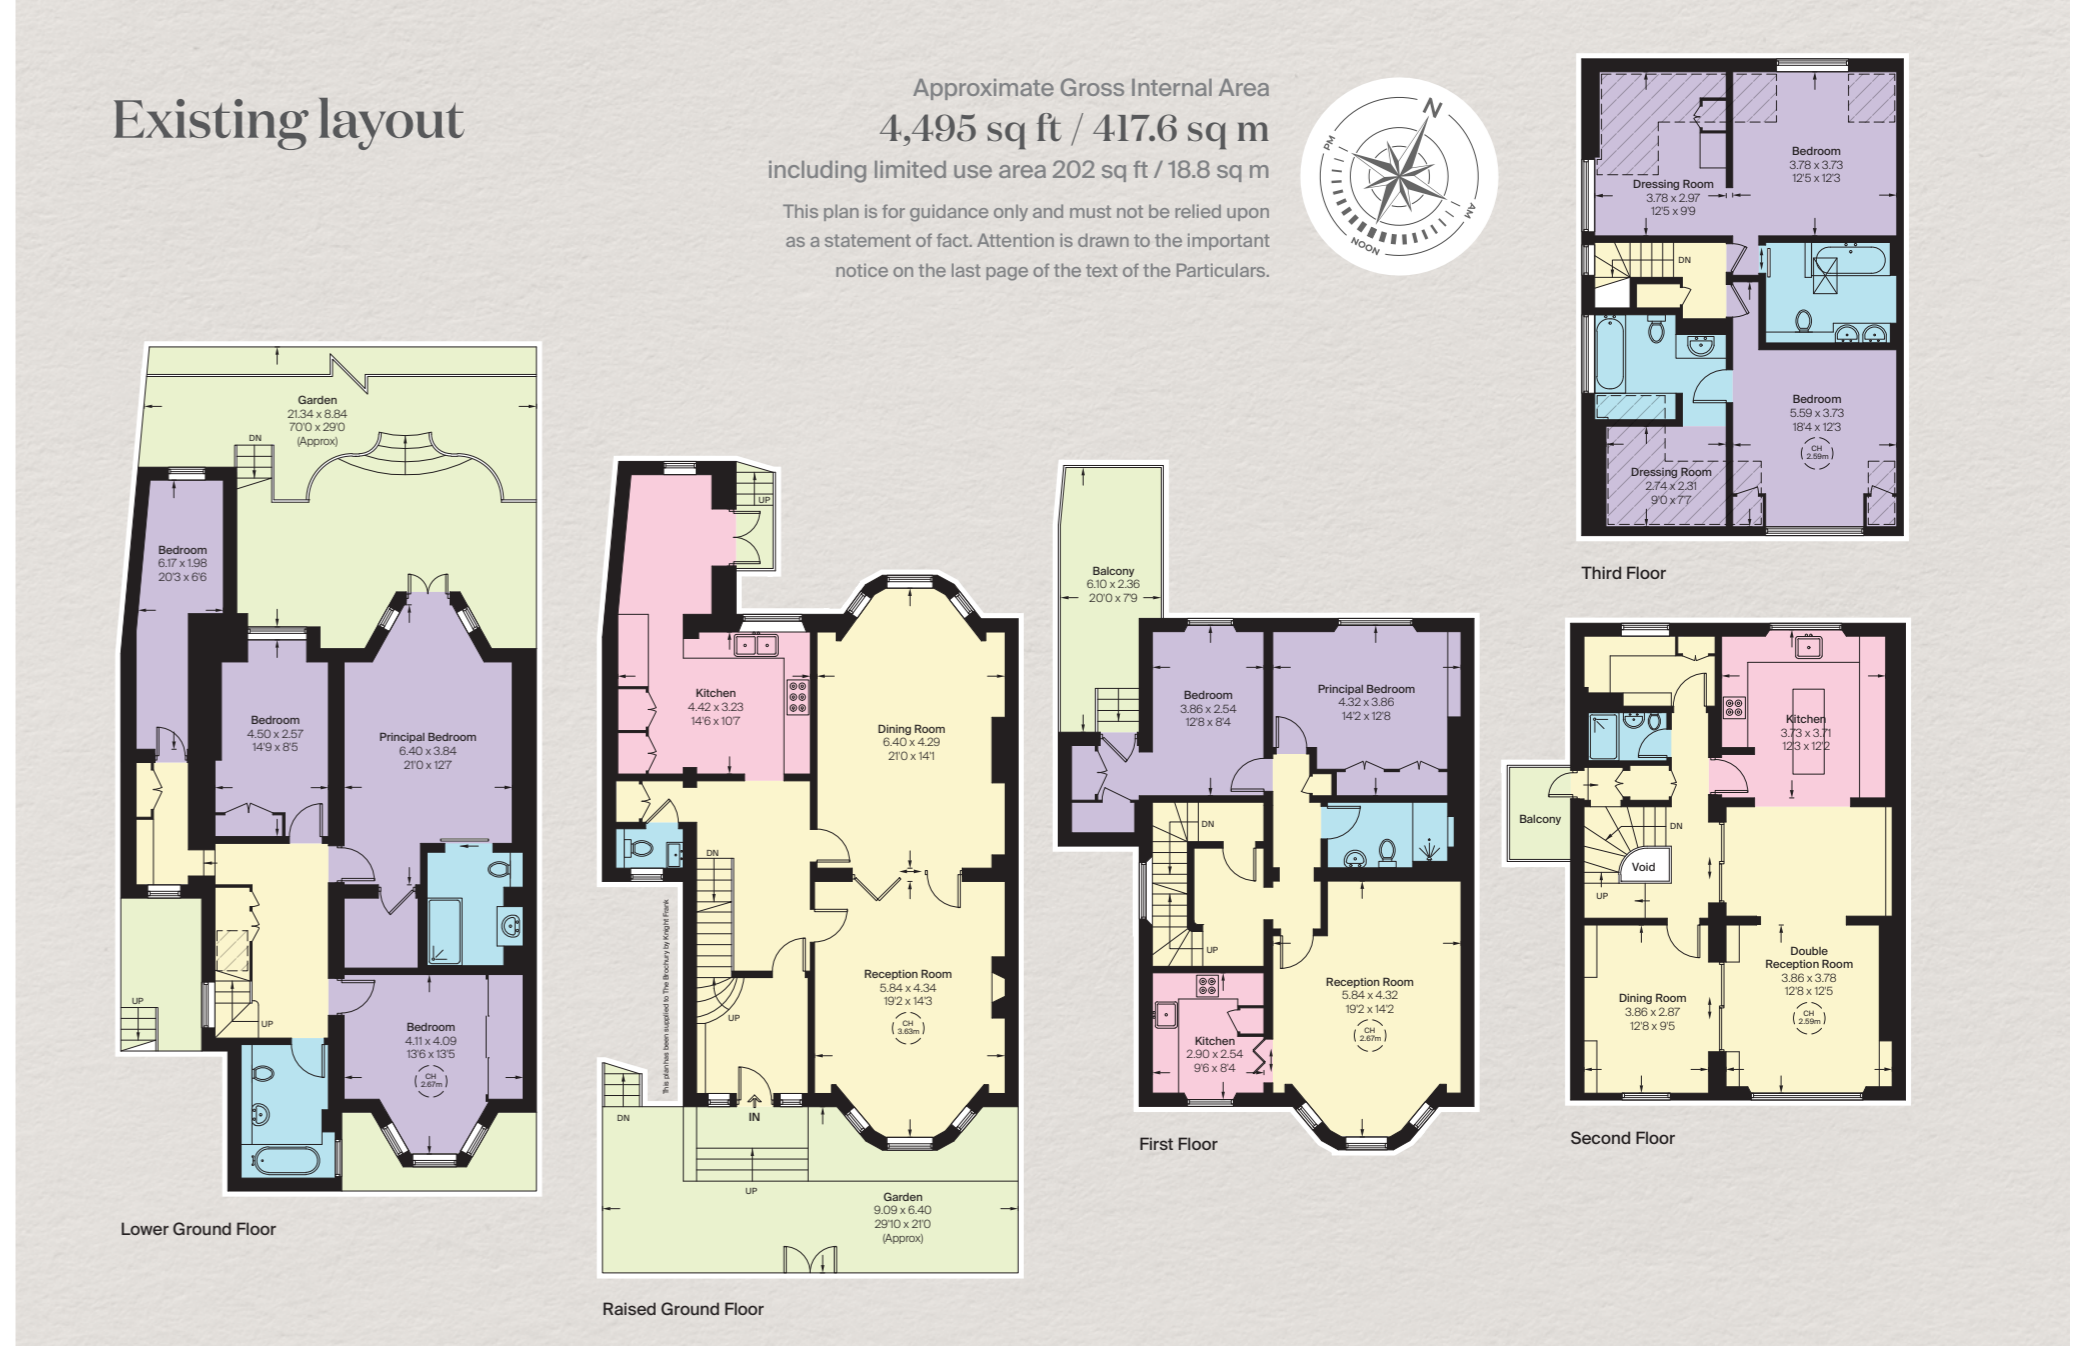 Existing layout
Approximate Gross Internal Area
4,495 sq ft / 417.6 sq m
including limited use area 202 sq ft / 18.8 sq m
This plan is for guidance only and must not be relied upon
as a statement of fact. Attention is drawn to the important
notice on the last page of the text of the Particulars.
N
PM
AM
NOON
Garden
21.34 x 8.84
70'0 x 29'0
(Approx)
DN
Bedroom
6.17 x 1.98
20'3 x 6'6
Bedroom
4.50 x 2.57
14'9 x 8'5
Principal Bedroom
6.40 x 3.84
21'0 x 12'7
UP
UP
Bedroom
4.11 x 4.09
13'6 x 13'5
CH
2.67m
Lower Ground Floor
UP
Kitchen
4.42 x 3.23
14'6 x 10'7
Dining Room
6.40 x 4.29
21'0 x 14'1
DN
This plan has been supplied to The Brochury by Knight Frank
Reception Room
5.84 x 4.34
19'2 x 14'3
CH
3.63m
UP
IN
DN
UP
Garden
9.09 x 6.40
29'10 x 21'0
(Approx)
Raised Ground Floor
Balcony
6.10 x 2.36
20'0 x 7'9
Bedroom
3.86 x 2.54
12'8 x 8'4
Principal Bedroom
4.32 x 3.86
14'2 x 12'8
DN
UP
Reception Room
5.84 x 4.32
19'2 x 14'2
CH
2.67m
Kitchen
2.90 x 2.54
9'6 x 8'4
First Floor
Dressing Room
3.78 x 2.97
12'5 x 9'9
Bedroom
3.78 x 3.73
12'5 x 12'3
DN
Bedroom
5.59 x 3.73
18'4 x 12'3
CH
2.59m
Dressing Room
2.74 x 2.31
9'0 x 7'7
Third Floor
Kitchen
3.73 x 3.71
12'3 x 12'2
Balcony
DN
Void
UP
Double
Reception Room
3.86 x 3.78
12'8 x 12'5
CH
2.59m
Dining Room
3.86 x 2.87
12'8 x 9'5
Second Floor